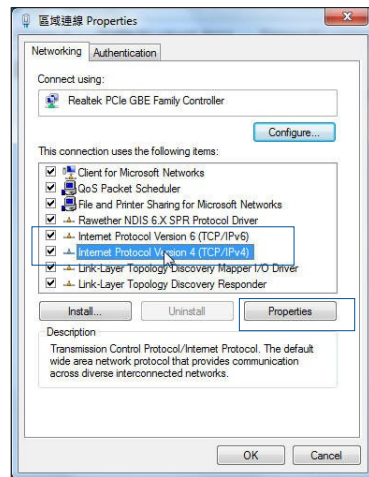 區域連線 Properties
Networking Authentication
Connect using:
Realtek PCIe GBE Family Controller
Configure...
This connection uses the following items:
Client for Microsoft Networks
QoS Packet Scheduler
File and Printer Sharing for Microsoft Networks
Rawether NDIS 6.X SPR Protocol Driver
Internet Protocol Version 6 (TCP/IPv6)
Internet Protocol Version 4 (TCP/IPv4)
Link-Layer Topology Discovery Mapper I/O Driver
Link-Layer Topology Discovery Responder
Install... Uninstall Properties
Description
Transmission Control Protocol/Internet Protocol. The default
wide area network protocol that provides communication
across diverse interconnected networks.
OK Cancel